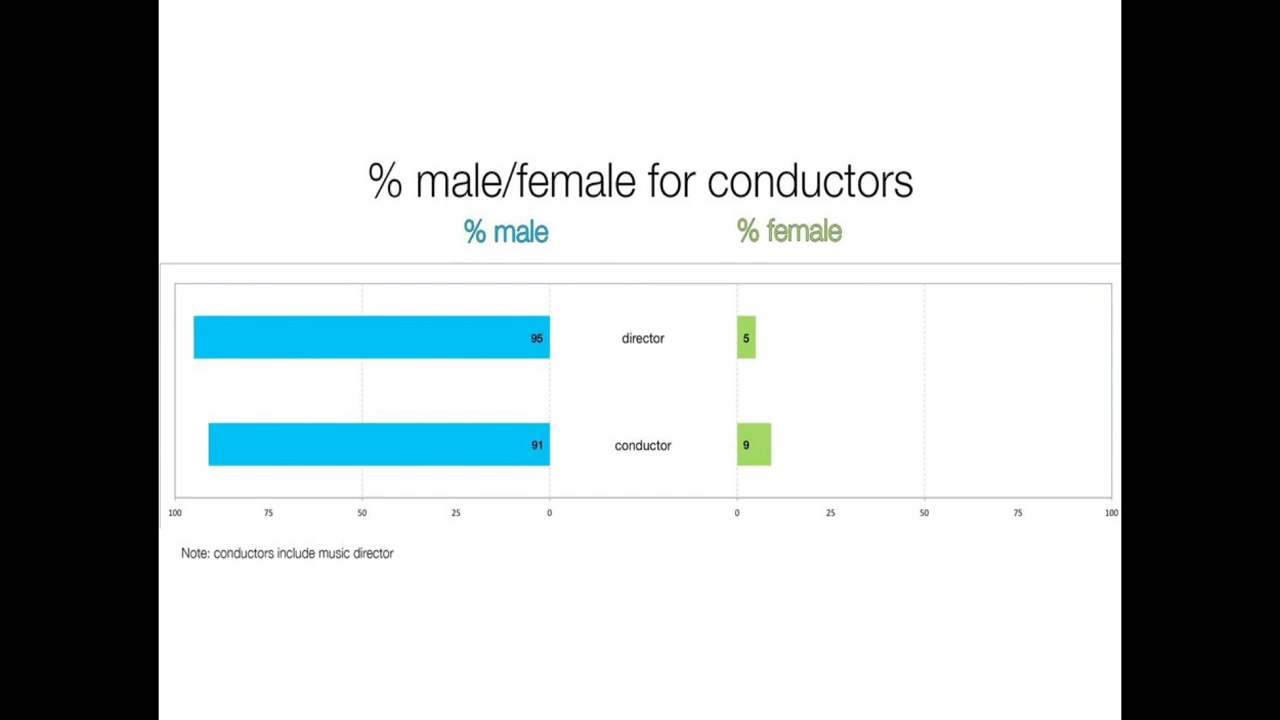 % male/female for conductors
% male % female
95 director 5
91 conductor 9
100 75 50 25 0 0 25 50 75 100
Note: conductors include music director